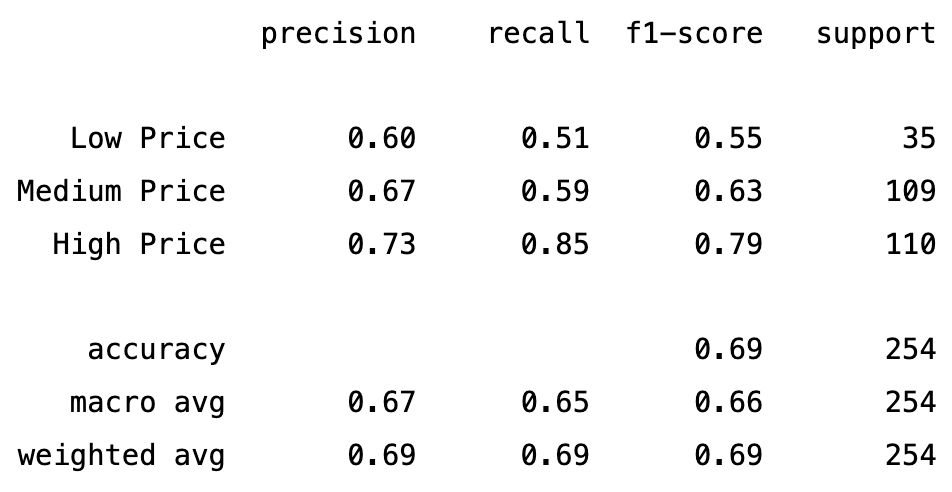 precision recall f1-score support
Low Price 0.60 0.51 0.55 35
Medium Price 0.67 0.59 0.63 109
High Price 0.73 0.85 0.79 110
accuracy 0.69 254
macro avg 0.67 0.65 0.66 254
weighted avg 0.69 0.69 0.69 254